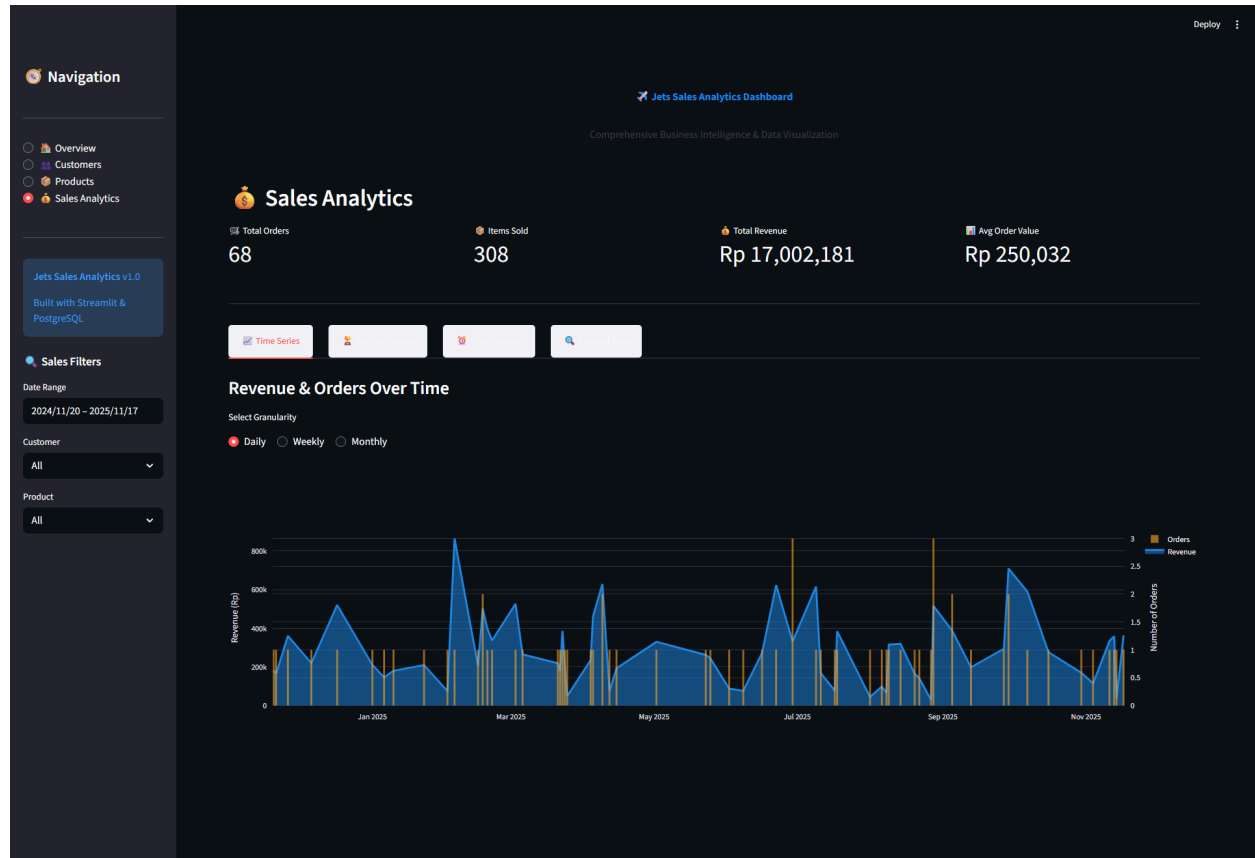 Deploy
Navigation
Overview
Customers
Products
Sales Analytics
Jets Sales Analytics v1.0
Built with Streamlit &
PostgreSQL
Sales Filters
Date Range
2024/11/20 – 2025/11/17
Customer
All
Product
All
Jets Sales Analytics Dashboard
Comprehensive Business Intelligence & Data Visualization
Sales Analytics
Total Orders
68
Items Sold
308
Total Revenue
Rp 17,002,181
Avg Order Value
Rp 250,032
Time Series
Revenue & Orders Over Time
Select Granularity
Daily Weekly Monthly
Revenue (Rp)
800k
600k
400k
200k
0
3
2.5
2
1.5
1
0.5
0
Number of Orders
Orders
Revenue
Jan 2025 Mar 2025 May 2025 Jul 2025 Sep 2025 Nov 2025